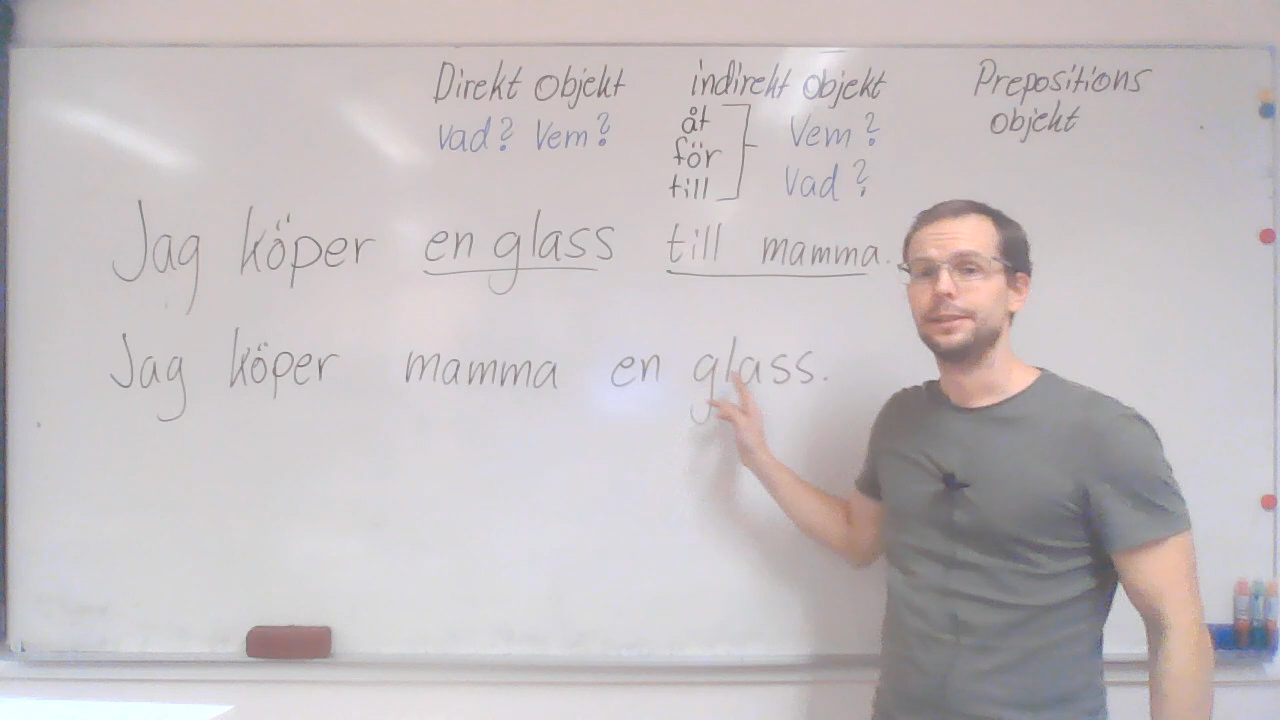 Direkt objekt
Vad? Vem?
indirekt objekt
åt
för
till
Vem?
Vad?
Prepositions
objekt
Jag köper en glass till mamma.
Jag köper mamma en glass.